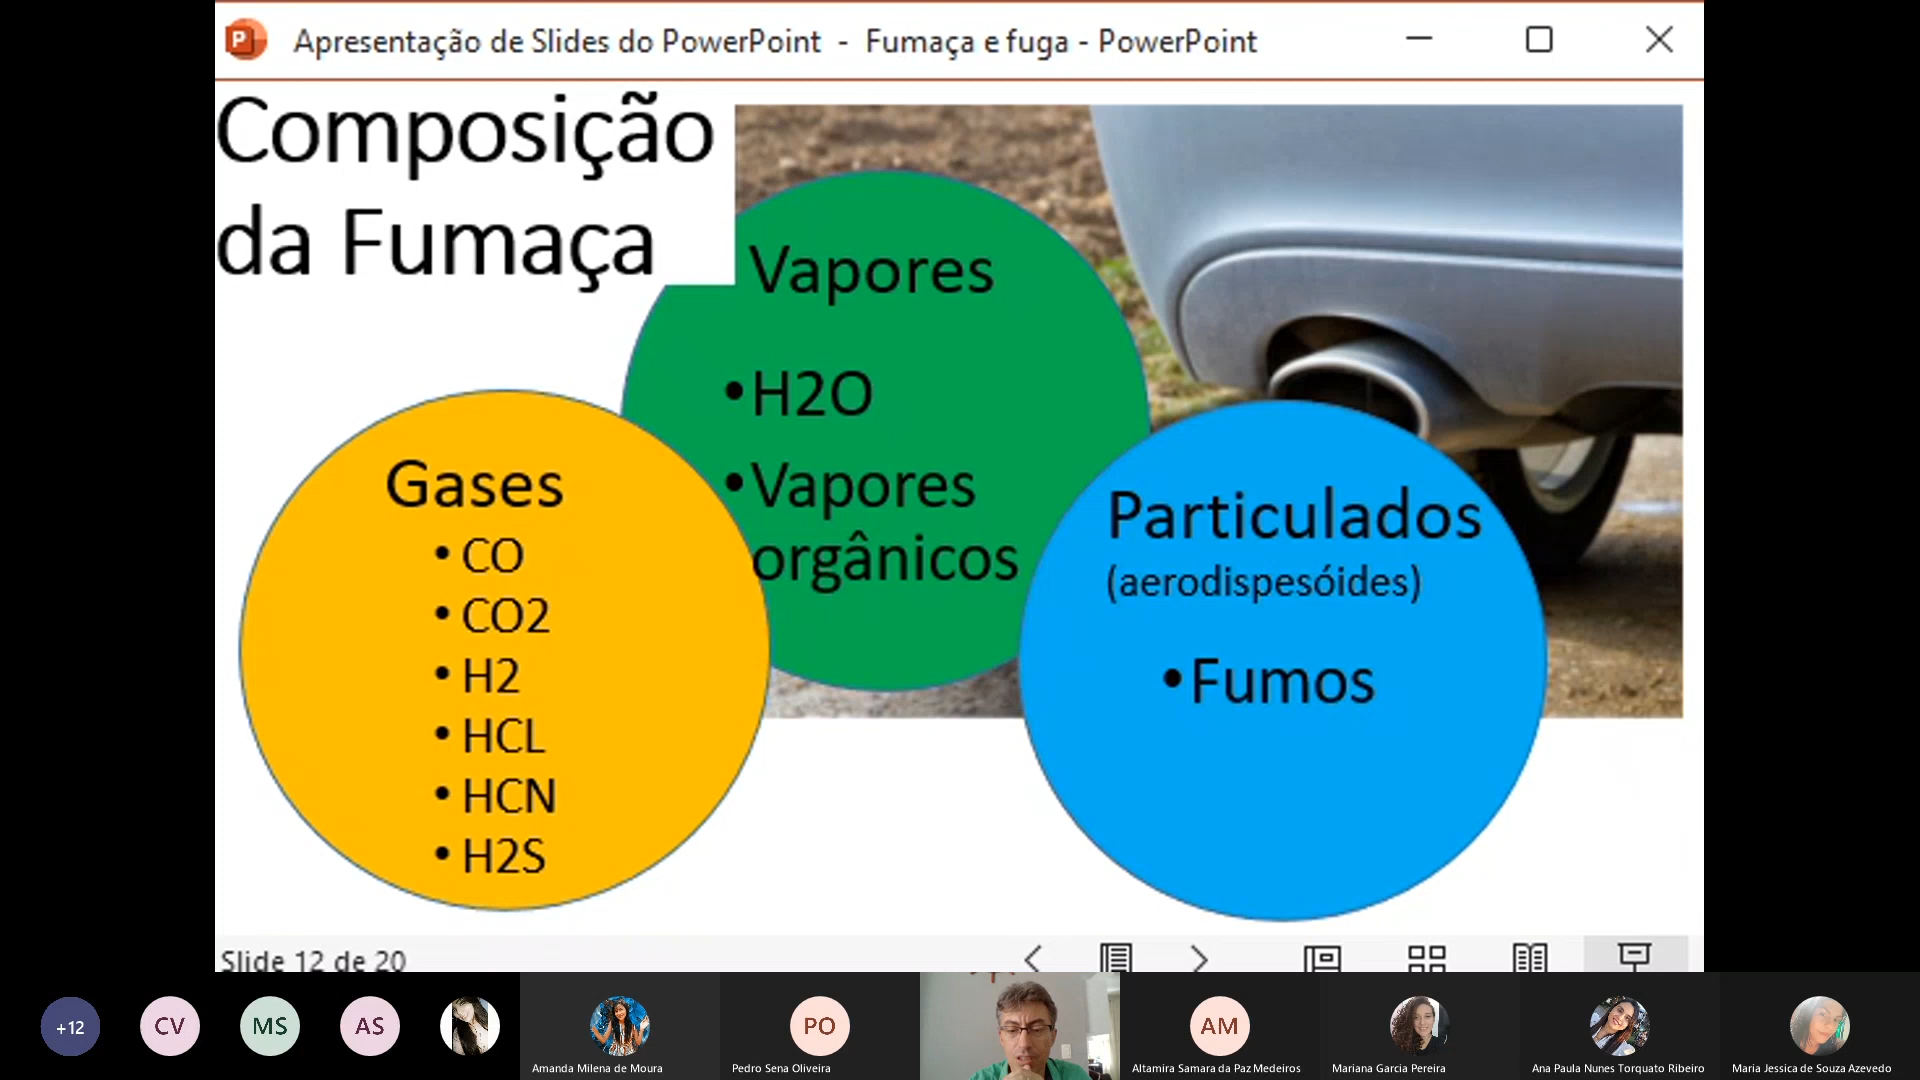 Apresentação de Slides do PowerPoint - Fumaça e fuga - PowerPoint
Composição
da Fumaça
Vapores
•H2O
•Vapores
orgânicos
Gases
• CO
• CO2
• H2
• HCL
• HCN
• H2S
Particulados
(aerodispesóides)
•Fumos
Slide 12 de 20
+12
CV
MS
AS
Amanda Milena de Moura
PO
Pedro Sena Oliveira
AM
Altamira Samara da Paz Medeiros
Mariana Garcia Pereira
Ana Paula Nunes Torquato Ribeiro
Maria Jessica de Souza Azevedo